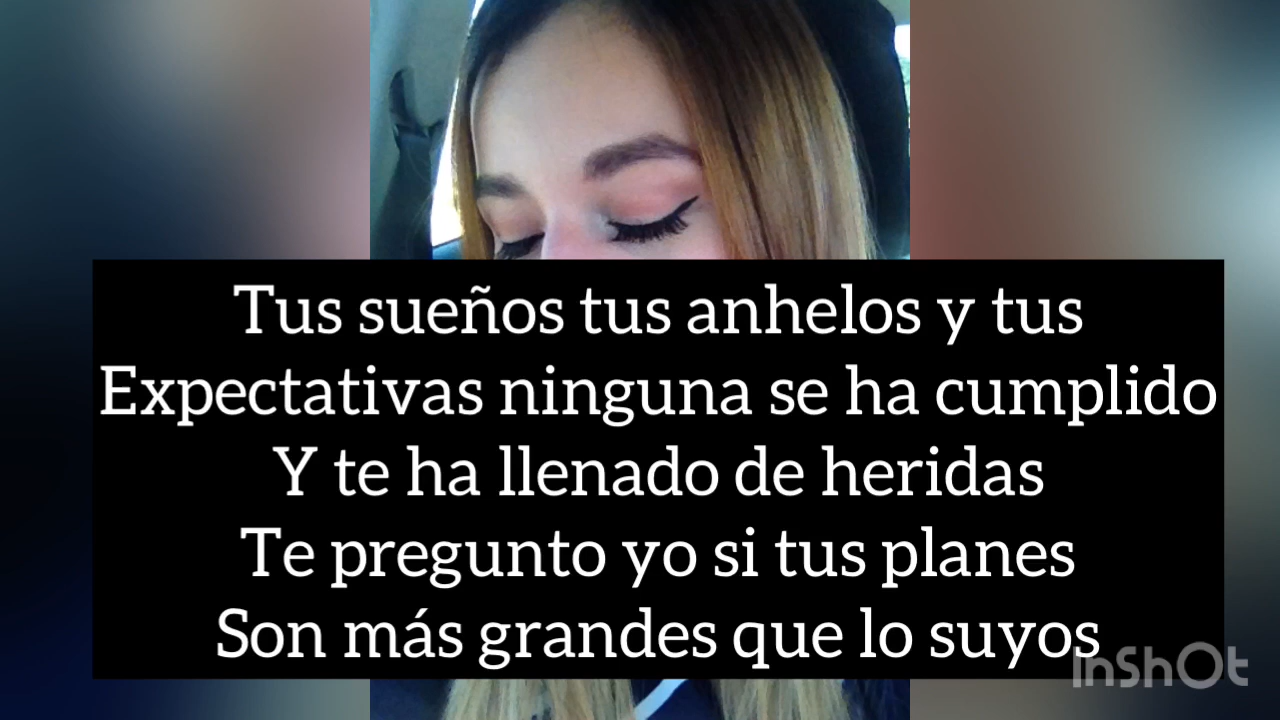 Tus sueños tus anhelos y tus
Expectativas ninguna se ha cumplido
Y te ha llenado de heridas
Te pregunto yo si tus planes
Son más grandes que lo suyos
InShOt